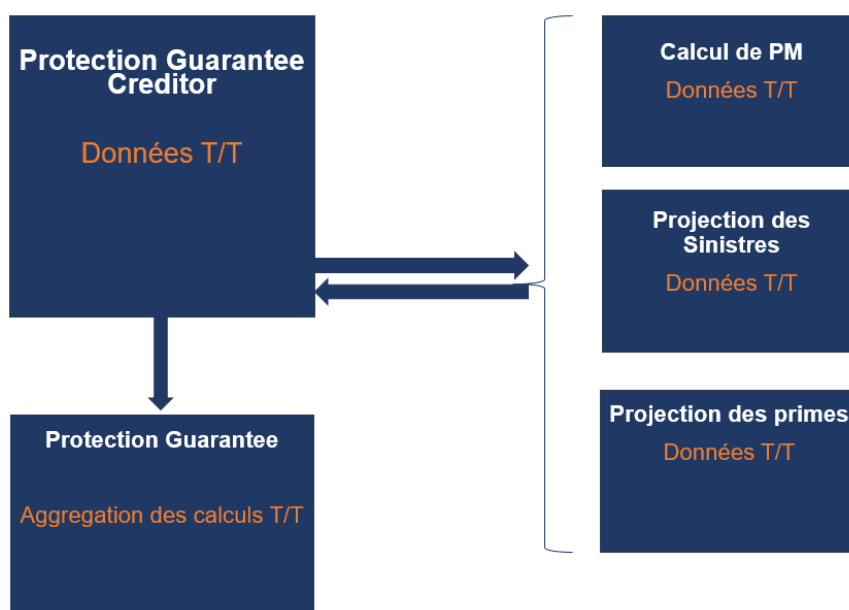 Protection Guarantee
Creditor
Données T/T
Calcul de PM
Données T/T
Projection des
Sinistres
Données T/T
Projection des primes
Données T/T
Protection Guarantee
Aggregation des calculs T/T